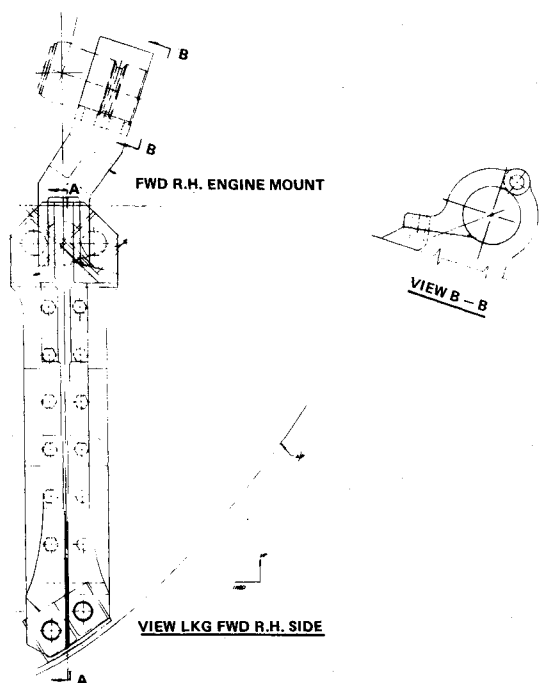 B
B
A
FWD R.H. ENGINE MOUNT
VIEW B – B
VIEW LKG FWD R.H. SIDE
A